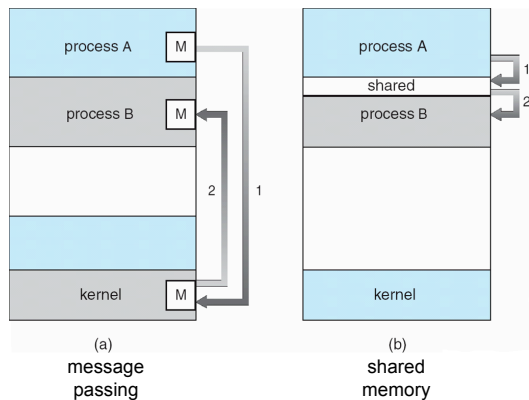 process A
M
process B
M
2
1
kernel
M
(a)
message
passing
process A
1
shared
2
process B
kernel
(b)
shared
memory